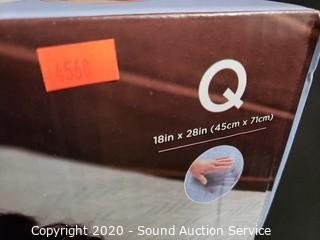 4560
Q
18in x 28in (45cm x 71cm)
Copyright 2020 - Sound Auction Service